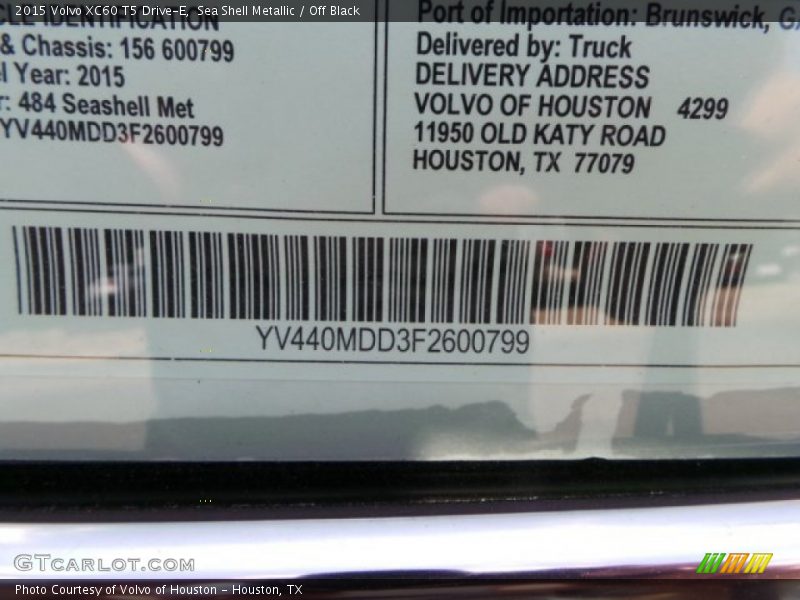 2015 Volvo XC60 T5 Drive-E, Sea Shell Metallic / Off Black
IDENTIFICATION
& Chassis: 156 600799
Year: 2015
484 Seashell Met
YV440MDD3F2600799
Port of Importation: Brunswick,
Delivered by: Truck
DELIVERY ADDRESS
VOLVO OF HOUSTON 4299
11950 OLD KATY ROAD
HOUSTON, TX 77079
YV440MDD3F2600799
GTCARLOT.COM
Photo Courtesy of Volvo of Houston - Houston, TX